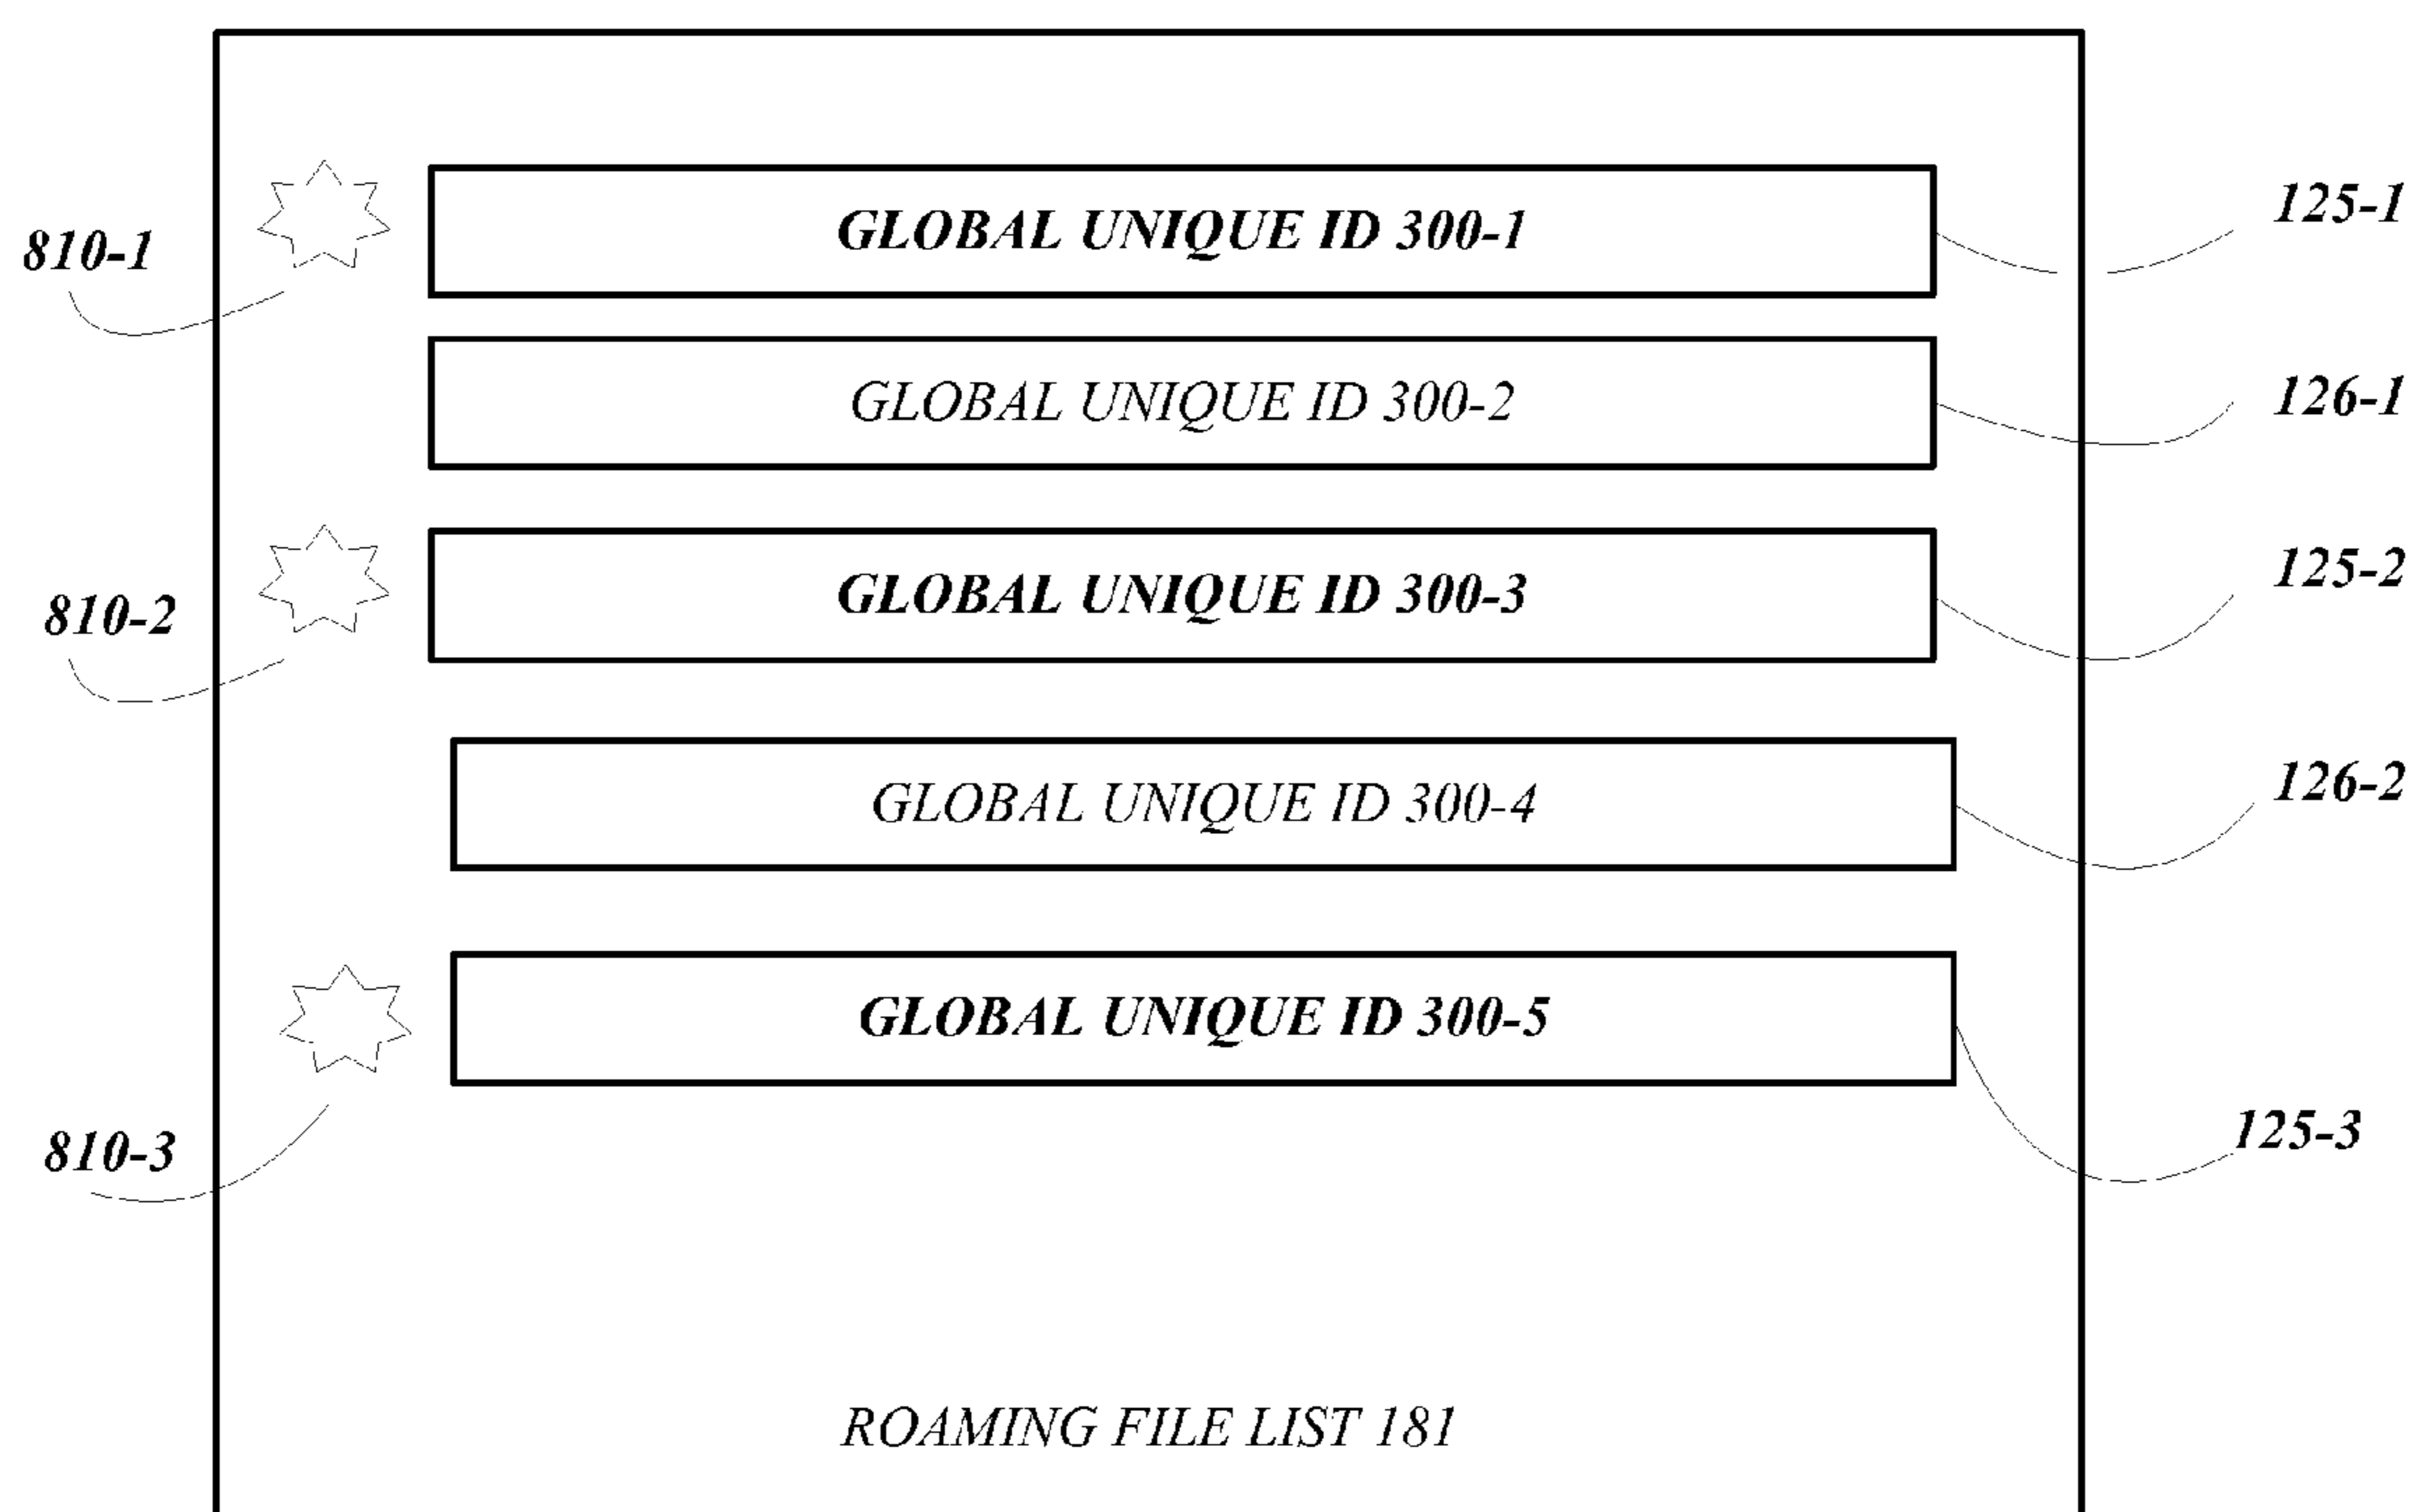 GLOBAL UNIQUE ID 300-1
125-1
810-1
GLOBAL UNIQUE ID 300-2
126-1
GLOBAL UNIQUE ID 300-3
125-2
810-2
GLOBAL UNIQUE ID 300-4
126-2
GLOBAL UNIQUE ID 300-5
125-3
810-3
ROAMING FILE LIST 181